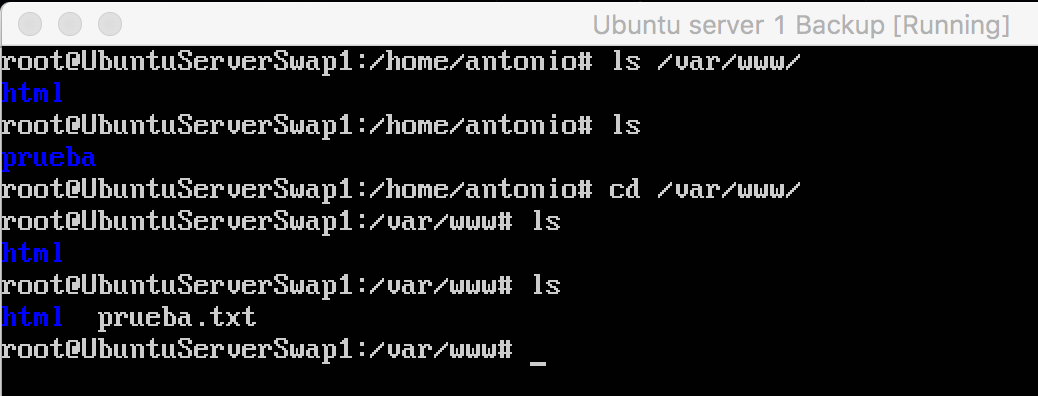 Ubuntu server 1 Backup [Running]
root@UbuntuServerSwap1:/home/antonio# ls /var/www/
html
root@UbuntuServerSwap1:/home/antonio# ls
prueba
root@UbuntuServerSwap1:/home/antonio# cd /var/www/
root@UbuntuServerSwap1:/var/www# ls
html
root@UbuntuServerSwap1:/var/www# ls
html  prueba.txt
root@UbuntuServerSwap1:/var/www# _